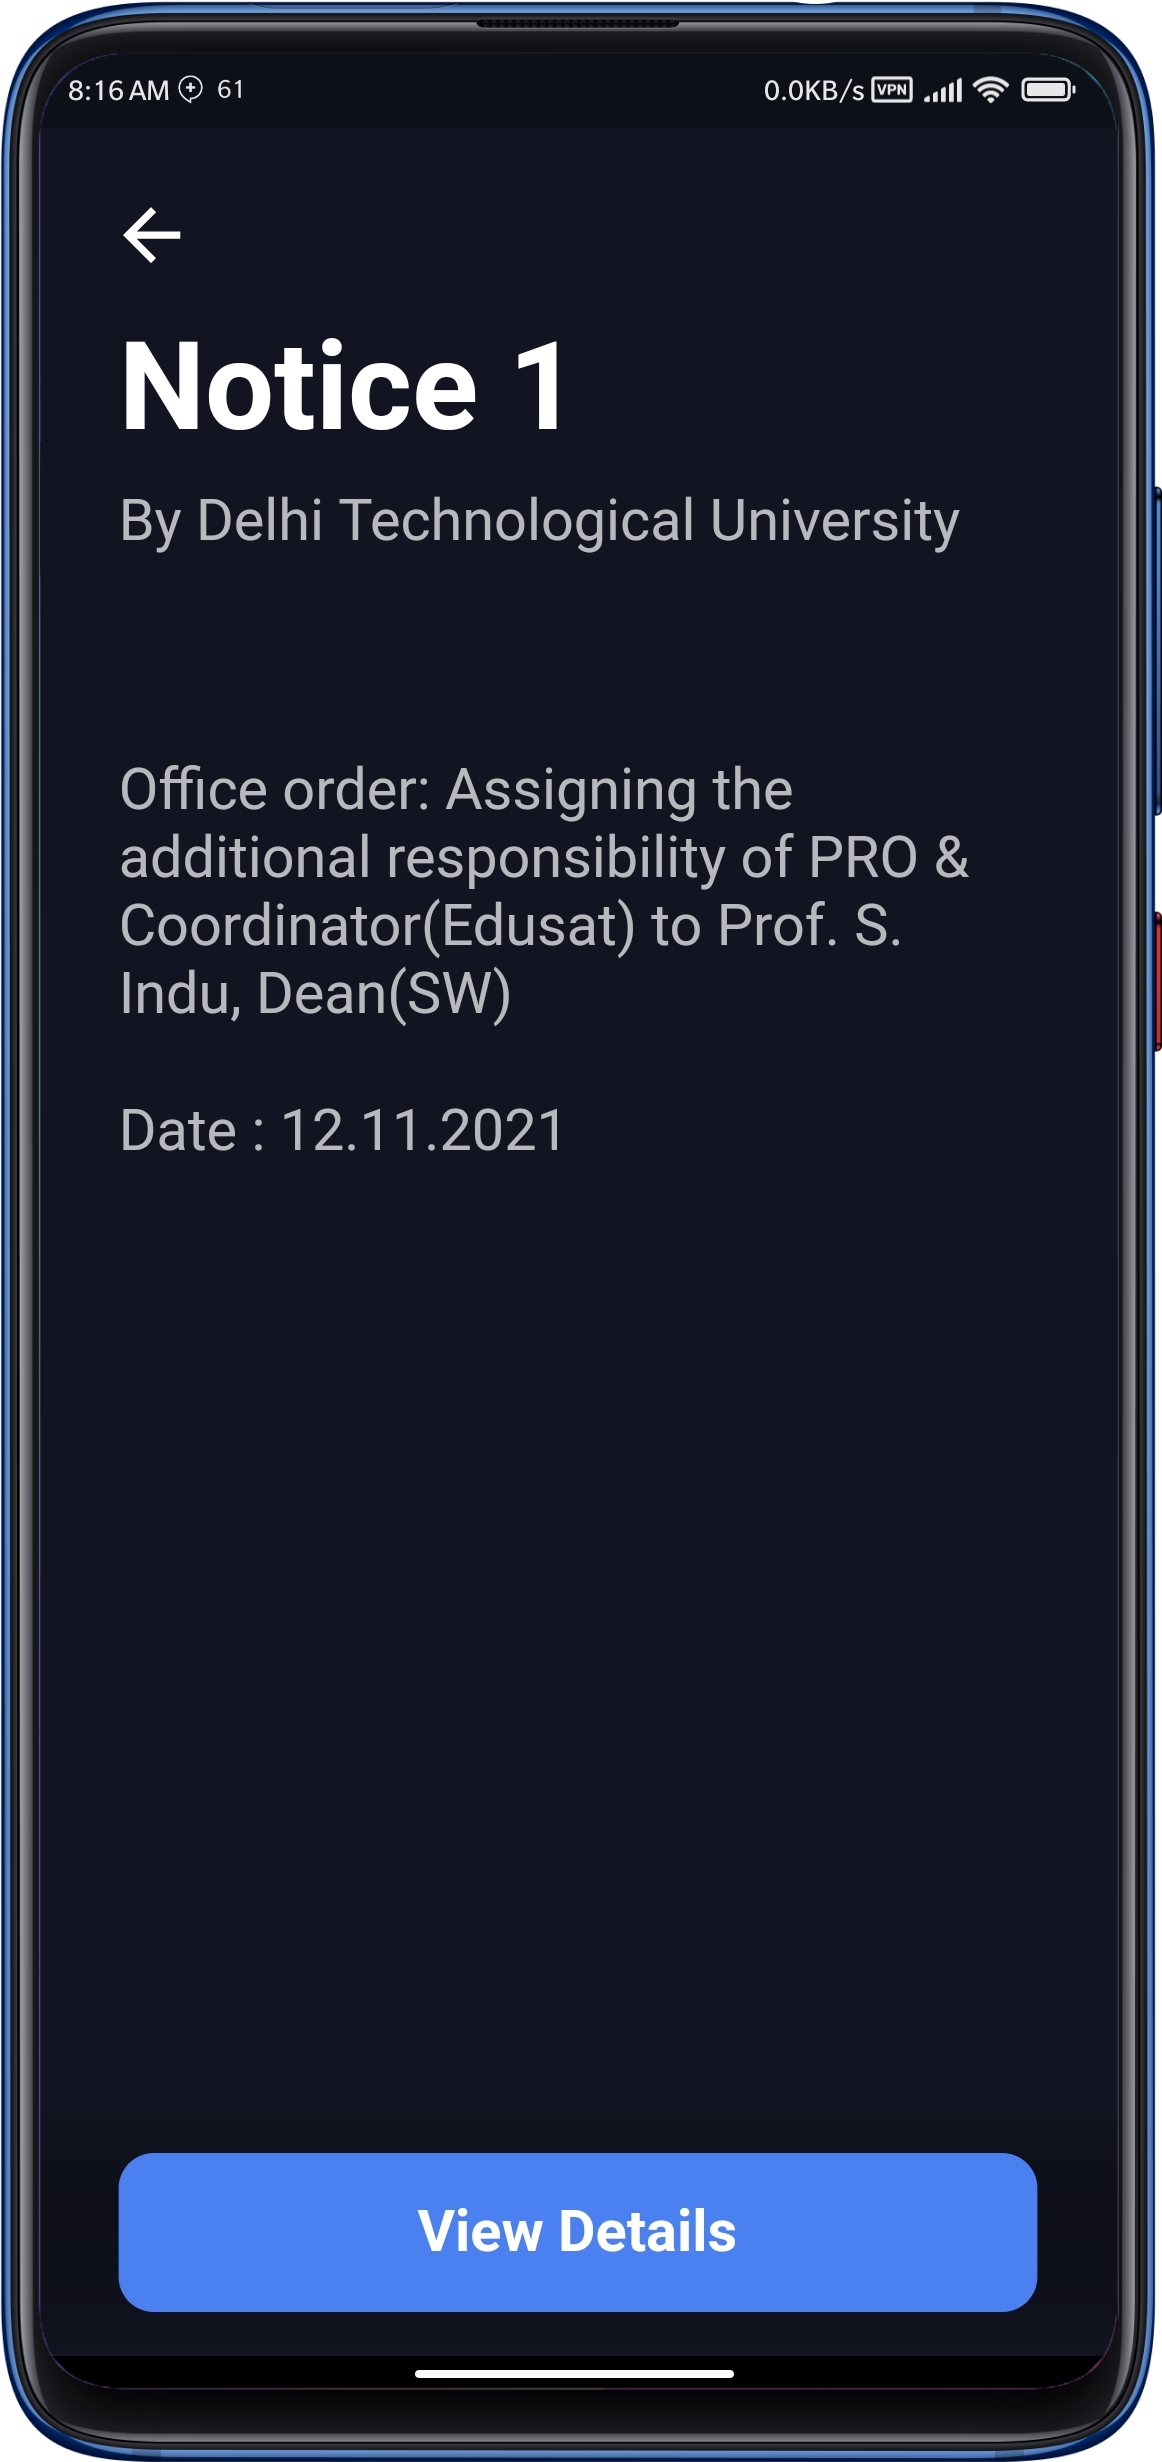 8:16 AM 61 0.0KB/s VPN
Notice 1
By Delhi Technological University
Office order: Assigning the
additional responsibility of PRO &
Coordinator(Edusat) to Prof. S.
Indu, Dean(SW)
Date : 12.11.2021
View Details